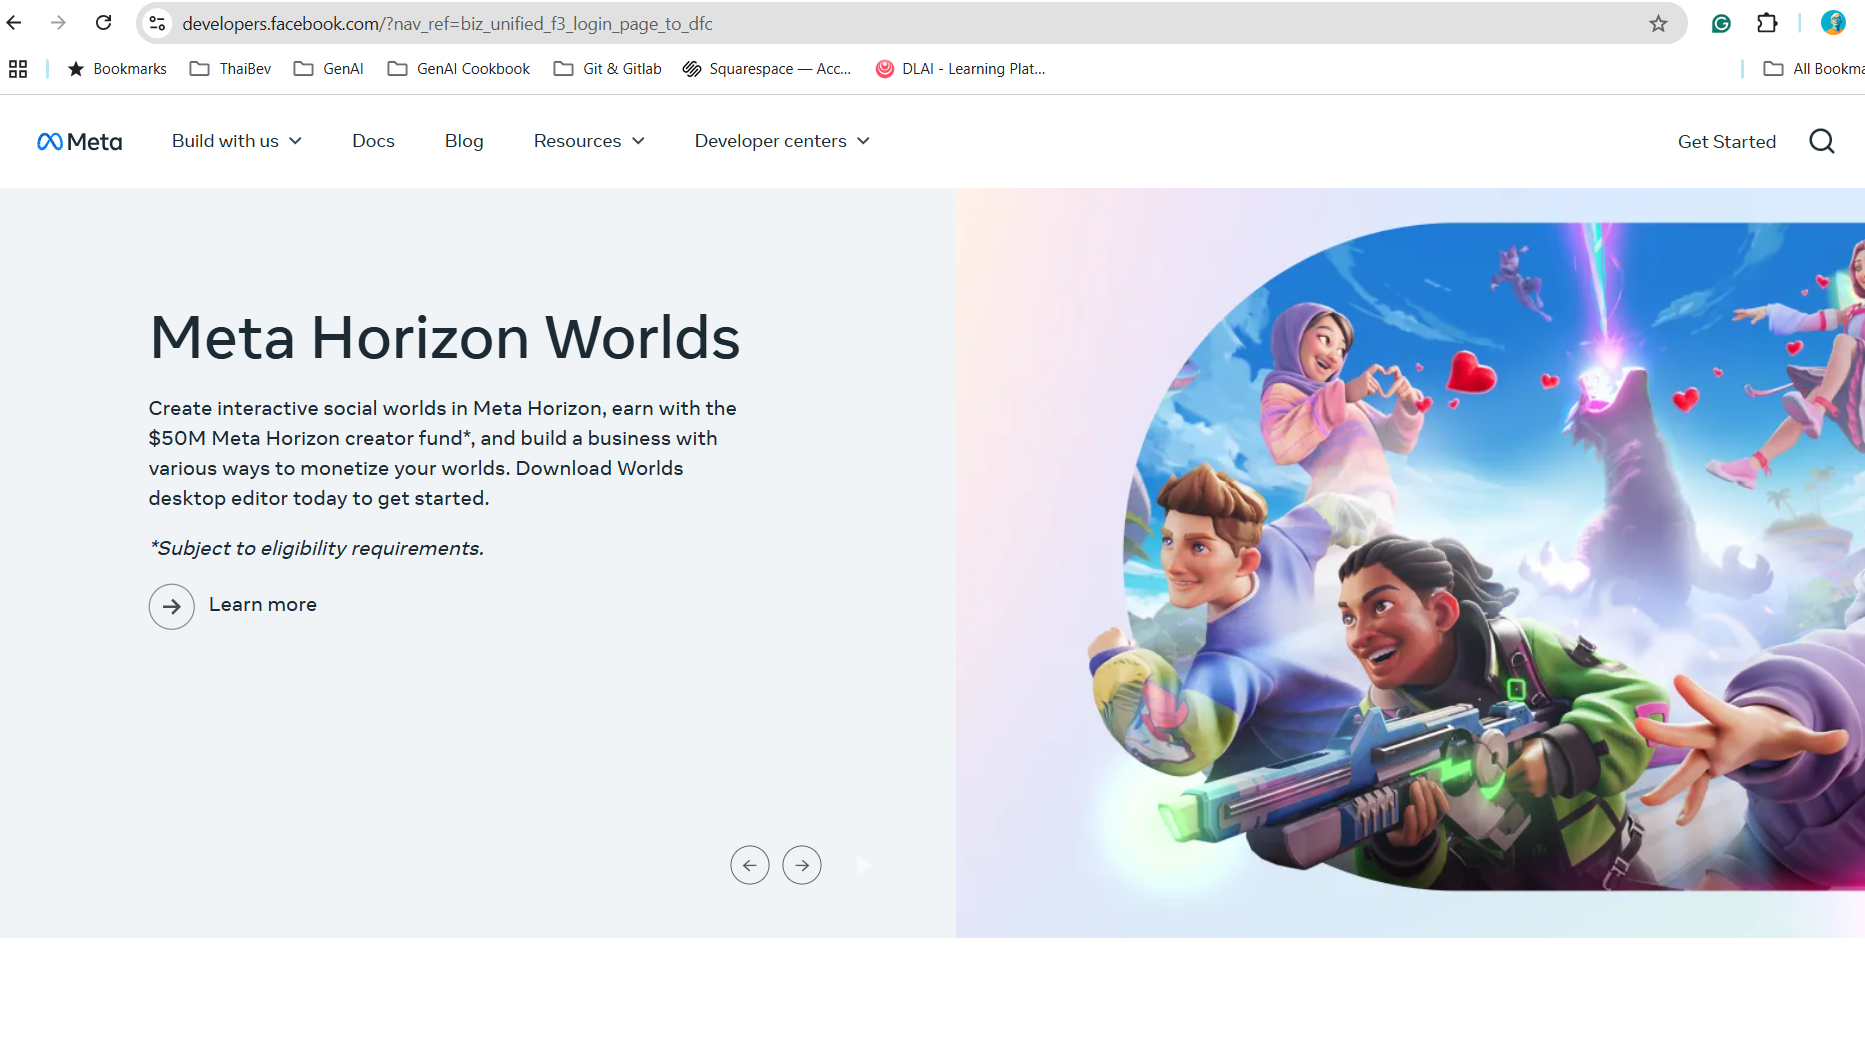 developers.facebook.com/?nav_ref=biz_unified_f3_login_page_to_dfc
Bookmarks ThaiBev GenAI GenAI Cookbook Git & Gitlab Squarespace — Acc... DLAI - Learning Plat... All Bookma
Meta Build with us Docs Blog Resources Developer centers Get Started
Meta Horizon Worlds
Create interactive social worlds in Meta Horizon, earn with the
$50M Meta Horizon creator fund*, and build a business with
various ways to monetize your worlds. Download Worlds
desktop editor today to get started.
*Subject to eligibility requirements.
Learn more